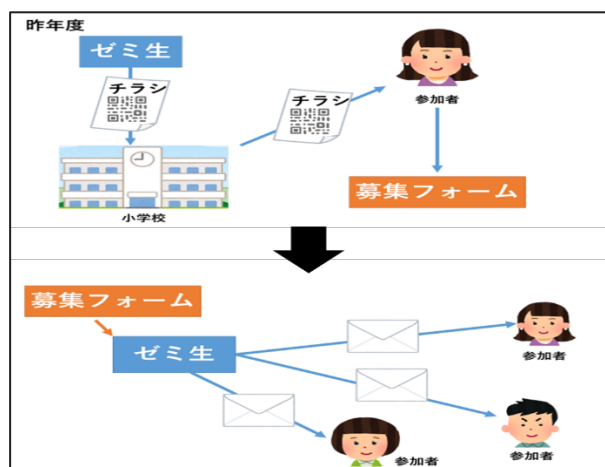 昨年度
ゼミ生
チラシ
チラシ
参加者
小学校
募集フォーム
募集フォーム
ゼミ生
参加者
参加者
参加者